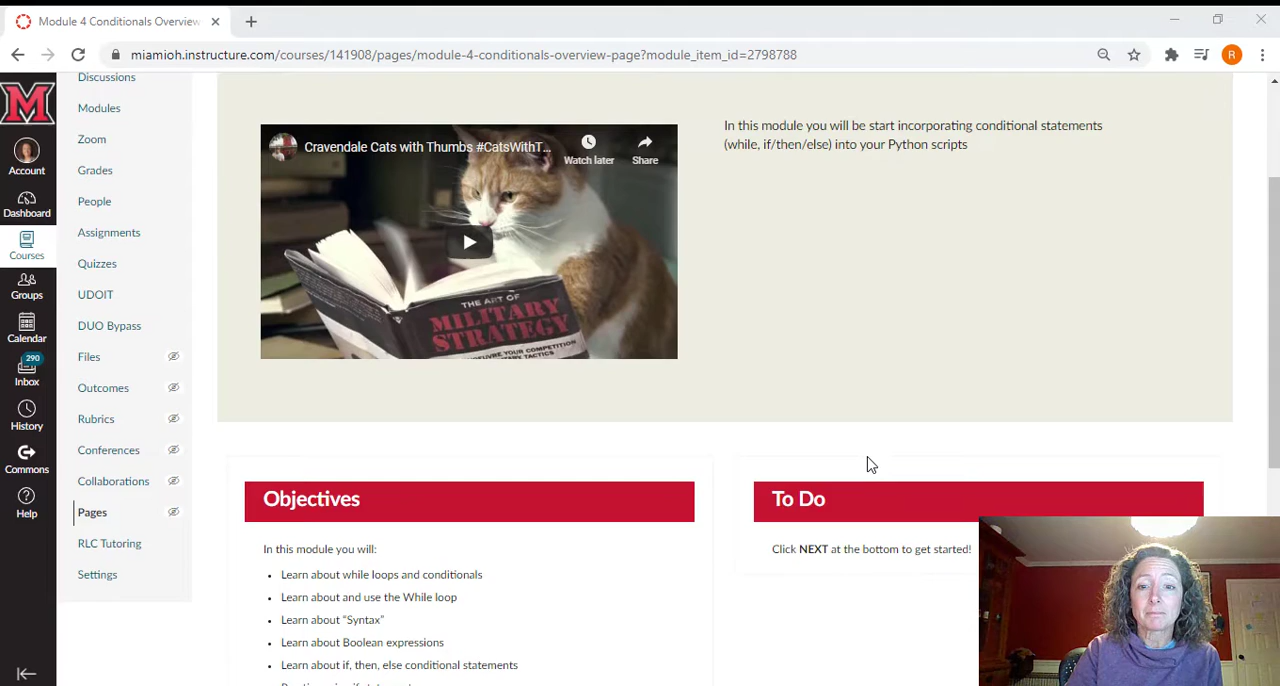 Module 4 Conditionals Overview
miamioh.instructure.com/courses/141908/pages/module-4-conditionals-overview-page?module_item_id=2798788
R
M
Account
Dashboard
Courses
Groups
Calendar
290
Inbox
History
Commons
Help
Discussions
Modules
Zoom
Grades
People
Assignments
Quizzes
UDOIT
DUO Bypass
Files
Outcomes
Rubrics
Conferences
Collaborations
Pages
RLC Tutoring
Settings
Cravendale Cats with Thumbs #CatsWithT...
Watch later
Share
THE ART OF
MILITARY
STRATEGY
YOUR COMPETITION
TACTICS
In this module you will be start incorporating conditional statements
(while, if/then/else) into your Python scripts
Objectives
In this module you will:
• Learn about while loops and conditionals
• Learn about and use the While loop
• Learn about “Syntax”
• Learn about Boolean expressions
• Learn about if, then, else conditional statements
To Do
Click NEXT at the bottom to get started!